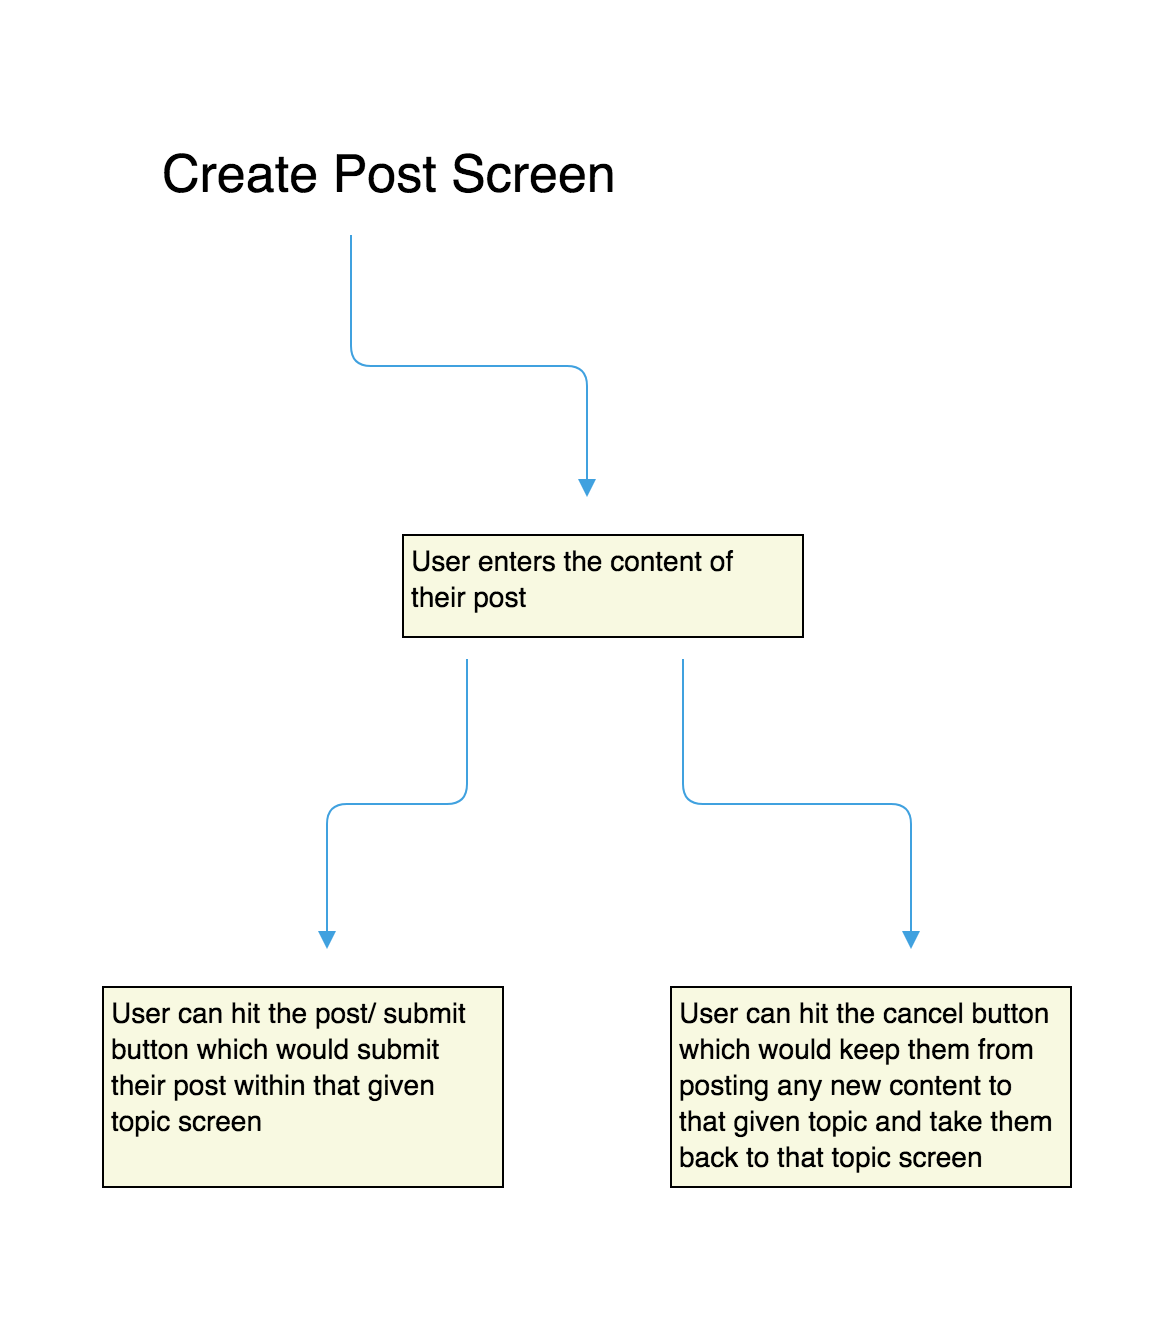 Create Post Screen
User enters the content of
their post
User can hit the post/ submit
button which would submit
their post within that given
topic screen
User can hit the cancel button
which would keep them from
posting any new content to
that given topic and take them
back to that topic screen